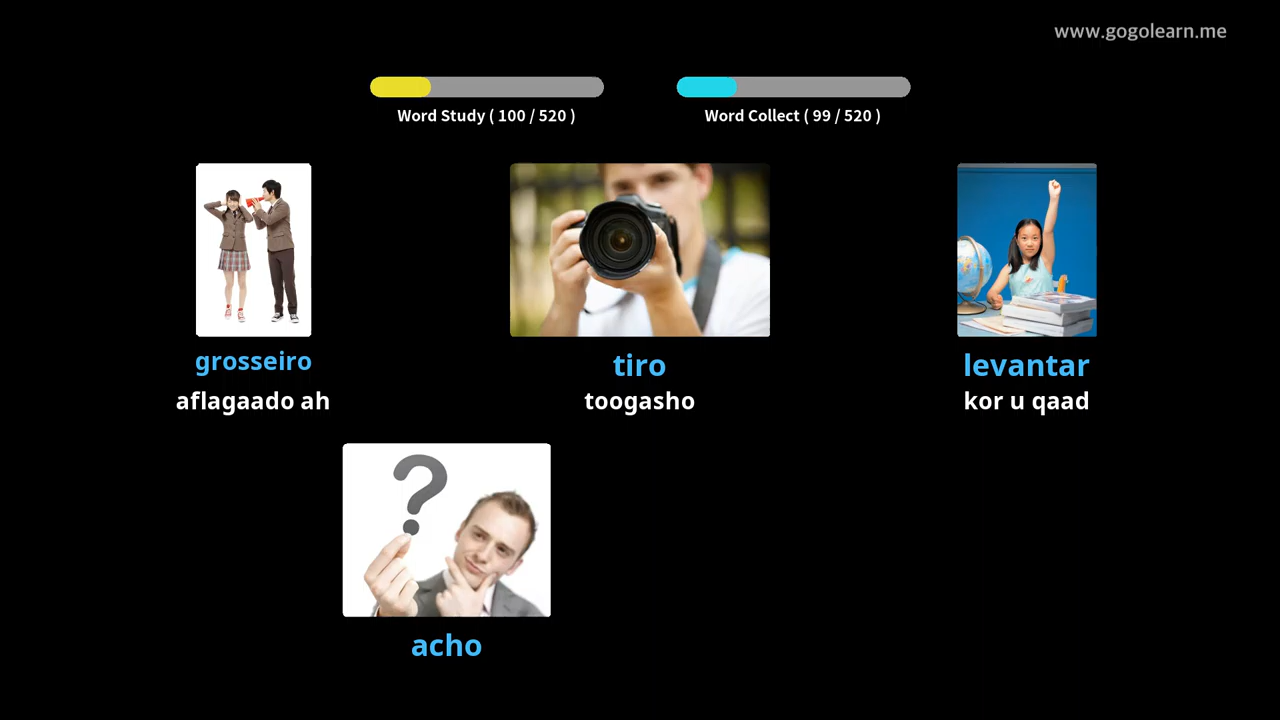 www.gogolearn.me
Word Study ( 100 / 520 )
Word Collect ( 99 / 520 )
grosseiro
aflagaado ah
tiro
toogasho
levantar
kor u qaad
?
acho